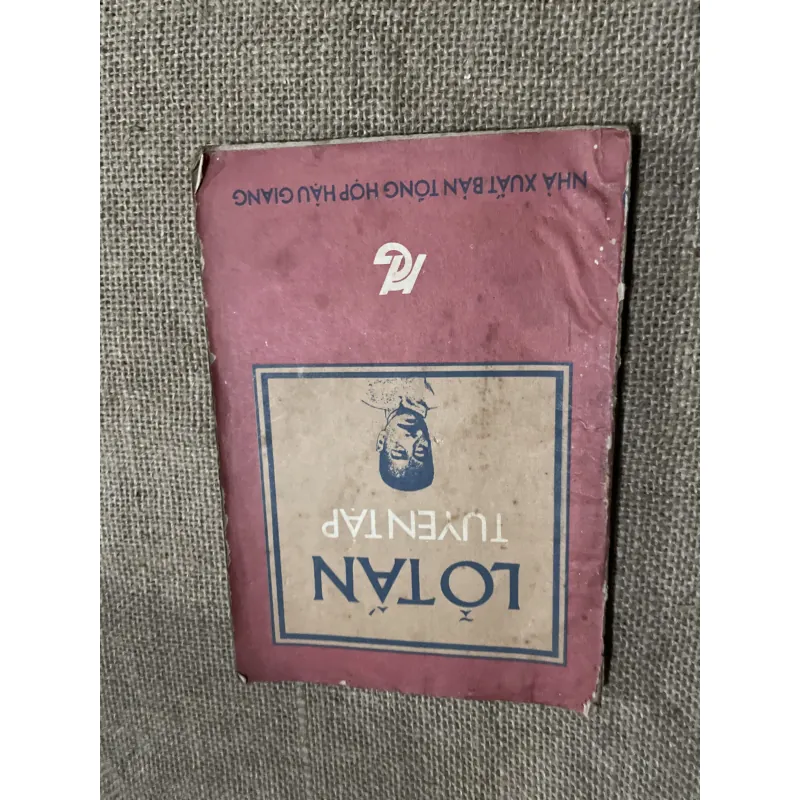 LỖ TẤN
TUYỂN TẬP
NHÀ XUẤT BẢN TỔNG HỢP HẬU GIANG